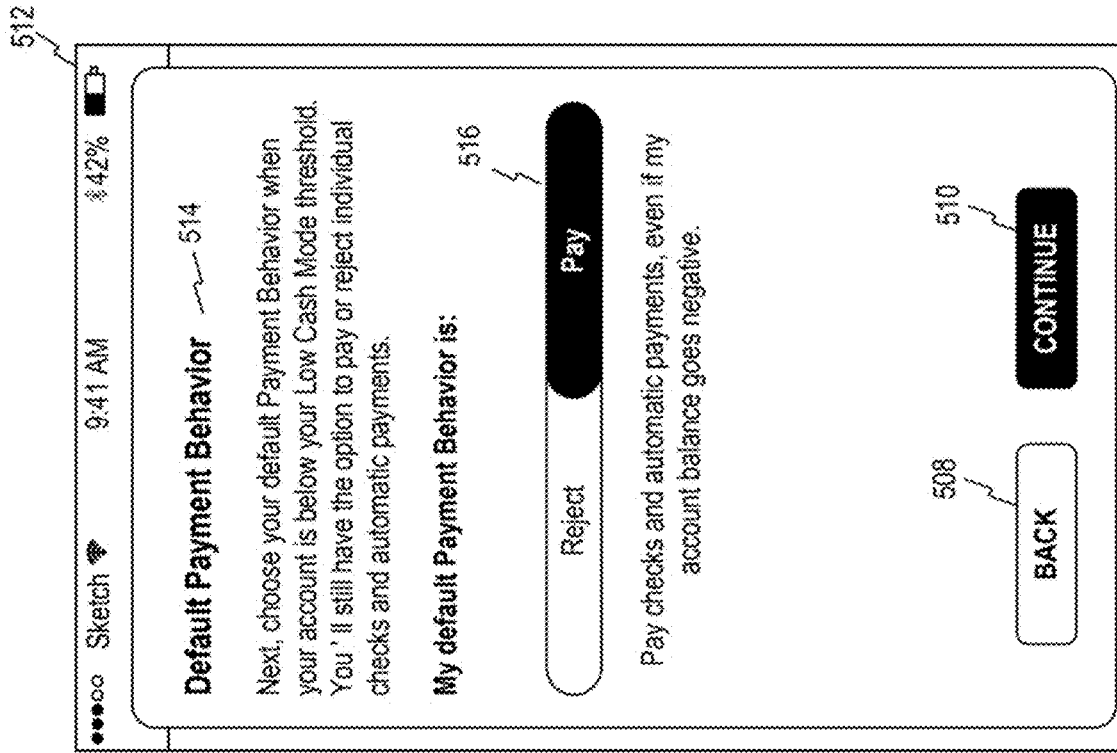 512
●●●○○ Sketch 9:41 AM 42%
Default Payment Behavior 514
Next, choose your default Payment Behavior when
your account is below your Low Cash Mode threshold.
You ' ll still have the option to pay or reject individual
checks and automatic payments.
My default Payment Behavior is:
516
Reject Pay
Pay checks and automatic payments, even if my
account balance goes negative.
508 510
BACK CONTINUE